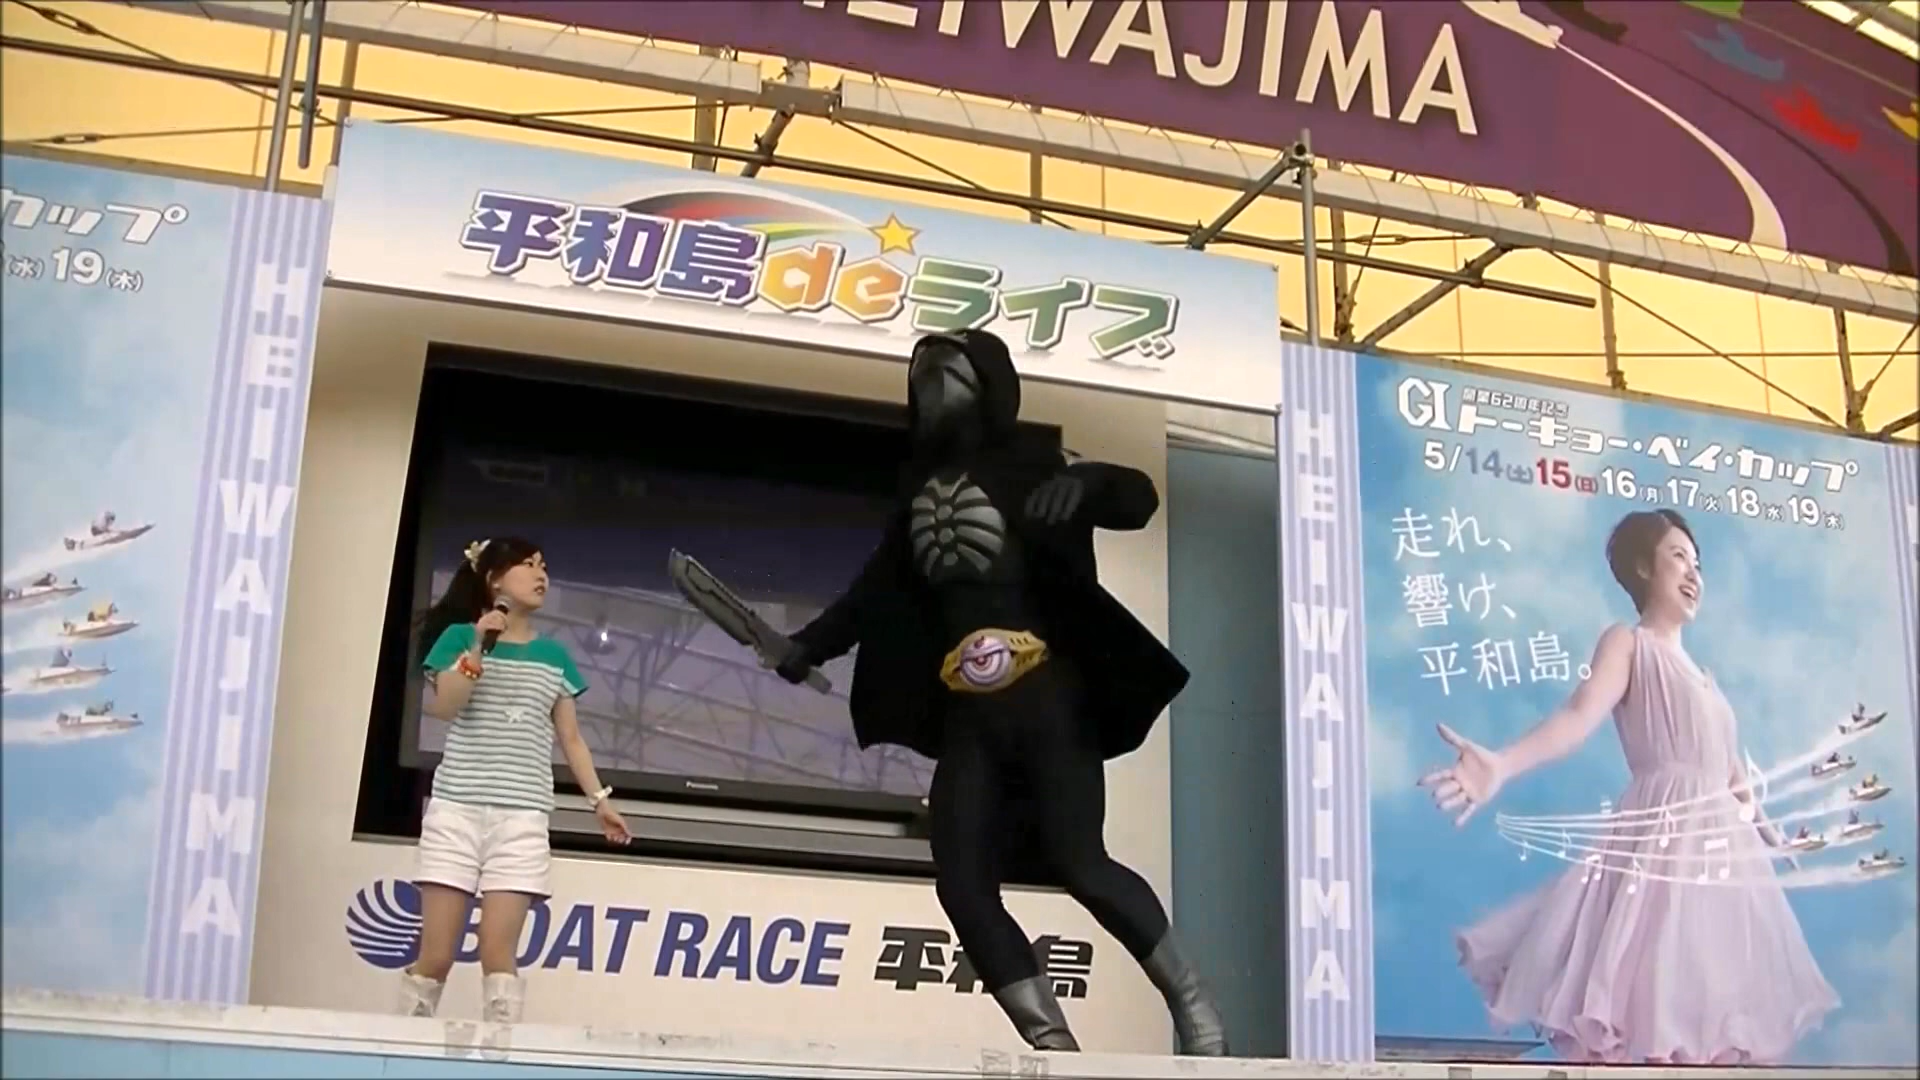 HEIWAJIMA
カップ
(水) 19(木)
HEIWAJIMA
平和島deライブ
Panasonic
BOAT RACE 平和島
HEIWAJIMA
GI 開業62周年記念
トーキョー・ベイ・カップ
5/14(土)15(日)16(月)17(火)18(水)19(木)
走れ、
響け、
平和島。